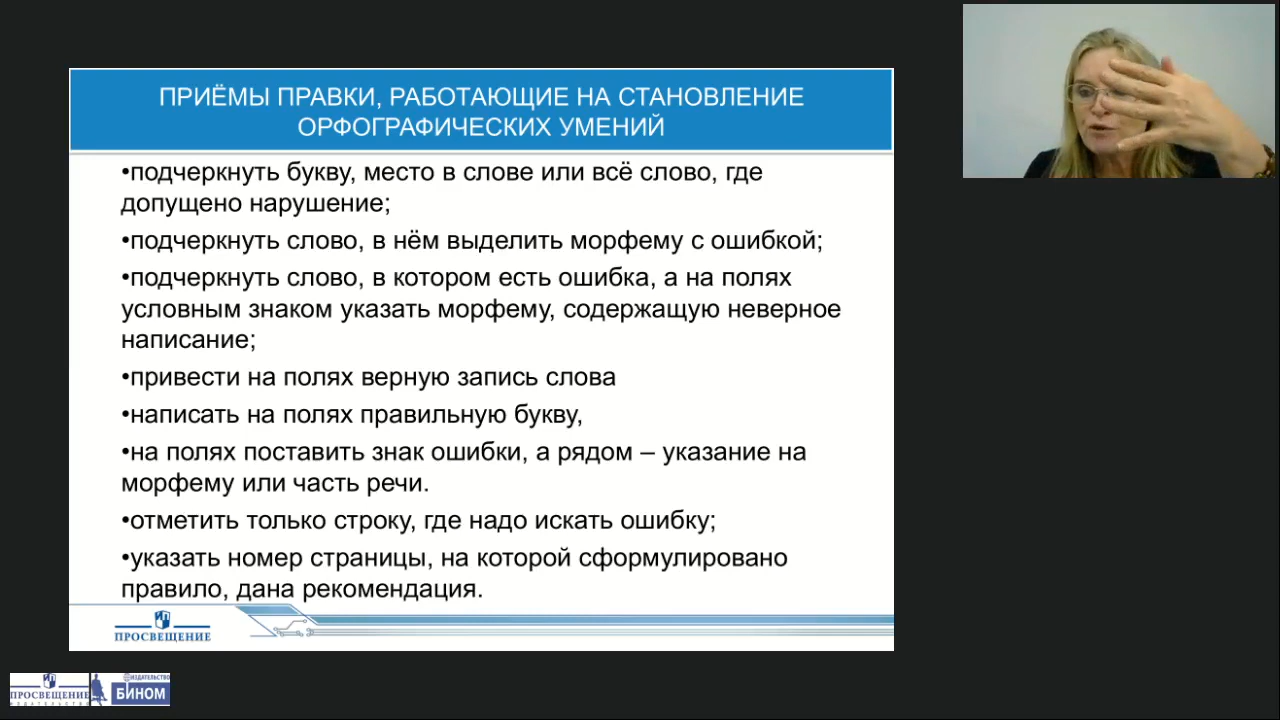 ПРИЁМЫ ПРАВКИ, РАБОТАЮЩИЕ НА СТАНОВЛЕНИЕ
ОРФОГРАФИЧЕСКИХ УМЕНИЙ
•подчеркнуть букву, место в слове или всё слово, где
допущено нарушение;
•подчеркнуть слово, в нём выделить морфему с ошибкой;
•подчеркнуть слово, в котором есть ошибка, а на полях
условным знаком указать морфему, содержащую неверное
написание;
•привести на полях верную запись слова
•написать на полях правильную букву,
•на полях поставить знак ошибки, а рядом – указание на
морфему или часть речи.
•отметить только строку, где надо искать ошибку;
•указать номер страницы, на которой сформулировано
правило, дана рекомендация.
ПРОСВЕЩЕНИЕ
ПРОСВЕЩЕНИЕ
ИЗДАТЕЛЬСТВО
ИЗДАТЕЛЬСТВО
БИНОМ